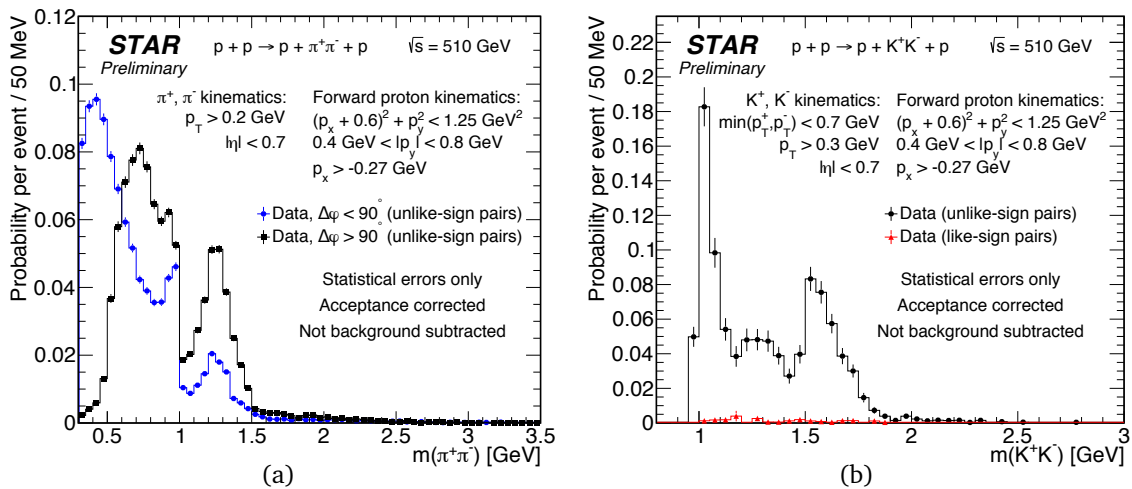 Probability per event / 50 MeV
0.12
0.1
0.08
0.06
0.04
0.02
0
STAR
Preliminary
p + p → p + π⁺π⁻ + p √s = 510 GeV
π⁺, π⁻ kinematics:
p_T > 0.2 GeV
|η| < 0.7
Forward proton kinematics:
(p_x + 0.6)² + p_y² < 1.25 GeV²
0.4 GeV < |p_y| < 0.8 GeV
p_x > -0.27 GeV
Data, Δφ < 90° (unlike-sign pairs)
Data, Δφ > 90° (unlike-sign pairs)
Statistical errors only
Acceptance corrected
Not background subtracted
0.5 1 1.5 2 2.5 3 3.5
m(π⁺π⁻) [GeV]
(a)
Probability per event / 50 MeV
0.22
0.2
0.18
0.16
0.14
0.12
0.1
0.08
0.06
0.04
0.02
0
STAR
Preliminary
p + p → p + K⁺K⁻ + p √s = 510 GeV
K⁺, K⁻ kinematics:
min(p_T⁺,p_T⁻) < 0.7 GeV
p_T > 0.3 GeV
|η| < 0.7
Forward proton kinematics:
(p_x + 0.6)² + p_y² < 1.25 GeV²
0.4 GeV < |p_y| < 0.8 GeV
p_x > -0.27 GeV
Data (unlike-sign pairs)
Data (like-sign pairs)
Statistical errors only
Acceptance corrected
Not background subtracted
1 1.5 2 2.5 3
m(K⁺K⁻) [GeV]
(b)